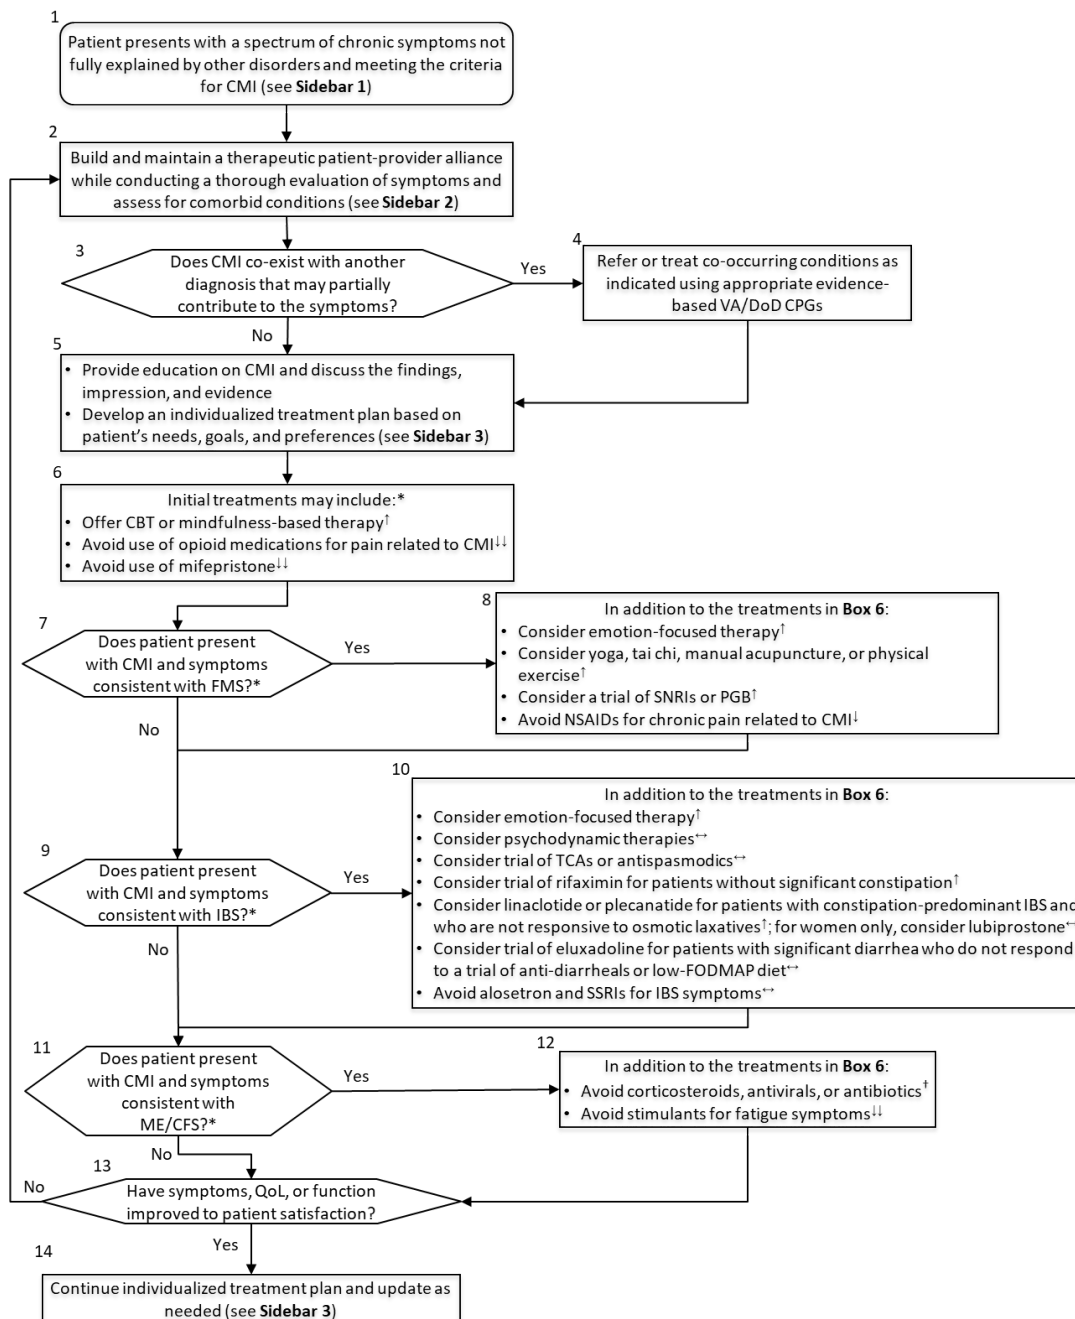 1
Patient presents with a spectrum of chronic symptoms not
fully explained by other disorders and meeting the criteria
for CMI (see Sidebar 1)
2
Build and maintain a therapeutic patient-provider alliance
while conducting a thorough evaluation of symptoms and
assess for comorbid conditions (see Sidebar 2)
3
Does CMI co-exist with another
diagnosis that may partially
contribute to the symptoms?
Yes
4
Refer or treat co-occurring conditions as
indicated using appropriate evidence-
based VA/DoD CPGs
No
5
• Provide education on CMI and discuss the findings,
impression, and evidence
• Develop an individualized treatment plan based on
patient's needs, goals, and preferences (see Sidebar 3)
6
Initial treatments may include:*
• Offer CBT or mindfulness-based therapy↑
• Avoid use of opioid medications for pain related to CMI↓↓
• Avoid use of mifepristone↓↓
7
Does patient present
with CMI and symptoms
consistent with FMS?*
Yes
8
In addition to the treatments in Box 6:
• Consider emotion-focused therapy↑
• Consider yoga, tai chi, manual acupuncture, or physical
exercise↑
• Consider a trial of SNRIs or PGB↑
• Avoid NSAIDs for chronic pain related to CMI↓
No
9
Does patient present
with CMI and symptoms
consistent with IBS?*
Yes
10
In addition to the treatments in Box 6:
• Consider emotion-focused therapy↑
• Consider psychodynamic therapies↔
• Consider trial of TCAs or antispasmodics↔
• Consider trial of rifaximin for patients without significant constipation↑
• Consider linaclotide or plecanatide for patients with constipation-predominant IBS and
who are not responsive to osmotic laxatives↑; for women only, consider lubiprostone↔
• Consider trial of eluxadoline for patients with significant diarrhea who do not respond
to a trial of anti-diarrheals or low-FODMAP diet↔
• Avoid alosetron and SSRIs for IBS symptoms↔
No
11
Does patient present
with CMI and symptoms
consistent with
ME/CFS?*
Yes
12
In addition to the treatments in Box 6:
• Avoid corticosteroids, antivirals, or antibiotics†
• Avoid stimulants for fatigue symptoms↓↓
No
13
Have symptoms, QoL, or function
improved to patient satisfaction?
No
Yes
14
Continue individualized treatment plan and update as
needed (see Sidebar 3)